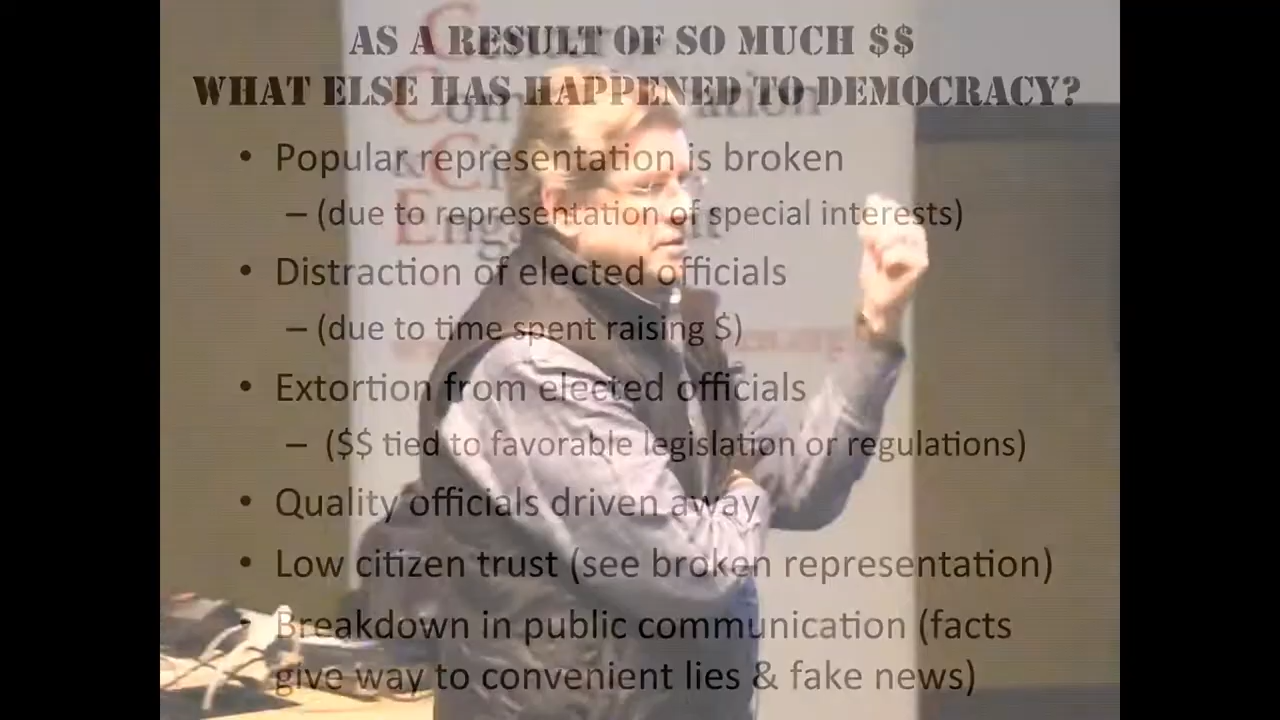 AS A RESULT OF SO MUCH $$
WHAT ELSE HAS HAPPENED TO DEMOCRACY?
• Popular representation is broken
– (due to representation of special interests)
• Distraction of elected officials
– (due to time spent raising $)
• Extortion from elected officials
– ($$ tied to favorable legislation or regulations)
• Quality officials driven away
• Low citizen trust (see broken representation)
• Breakdown in public communication (facts
give way to convenient lies & fake news)